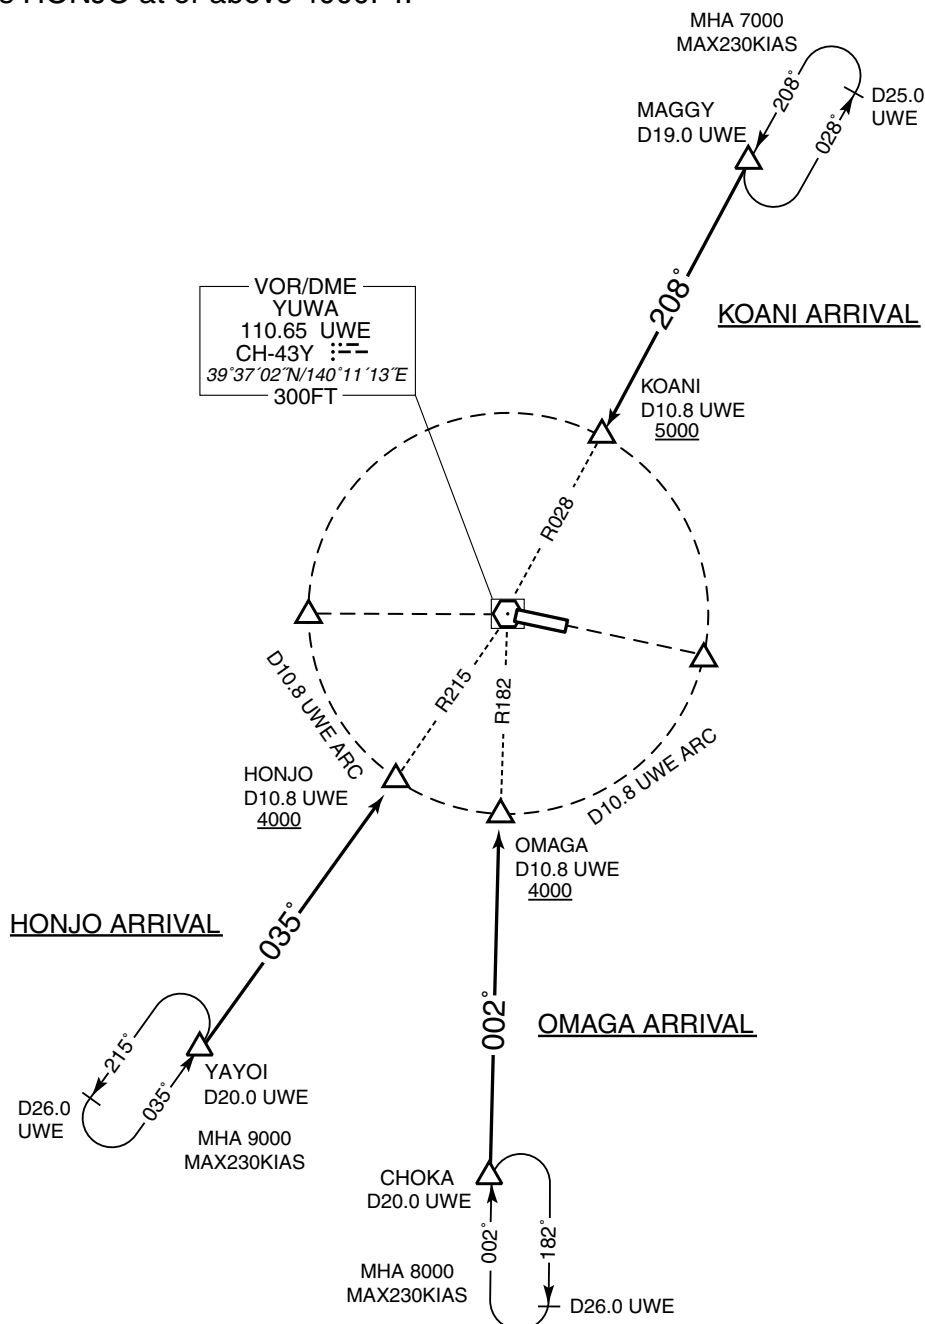 MHA 7000
MAX230KIAS
208°
D25.0
UWE
028°
MAGGY
D19.0 UWE
208°
KOANI ARRIVAL
VOR/DME
YUWA
110.65 UWE
CH-43Y
39°37´02˝N/140°11´13˝E
300FT
KOANI
D10.8 UWE
5000
R028
R215
R182
D10.8 UWE ARC
D10.8 UWE ARC
HONJO
D10.8 UWE
4000
OMAGA
D10.8 UWE
4000
HONJO ARRIVAL
035°
002°
OMAGA ARRIVAL
215°
035°
YAYOI
D20.0 UWE
D26.0
UWE
MHA 9000
MAX230KIAS
CHOKA
D20.0 UWE
002°
182°
MHA 8000
MAX230KIAS
D26.0 UWE